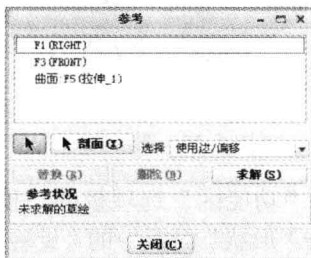 参考
F1(RIGHT)
F3(FRONT)
曲面:F5(拉伸_1)
剖面(X) 选择 使用边/偏移
替换(R) 删除(D) 求解(S)
参考状况
未求解的草绘
关闭(C)